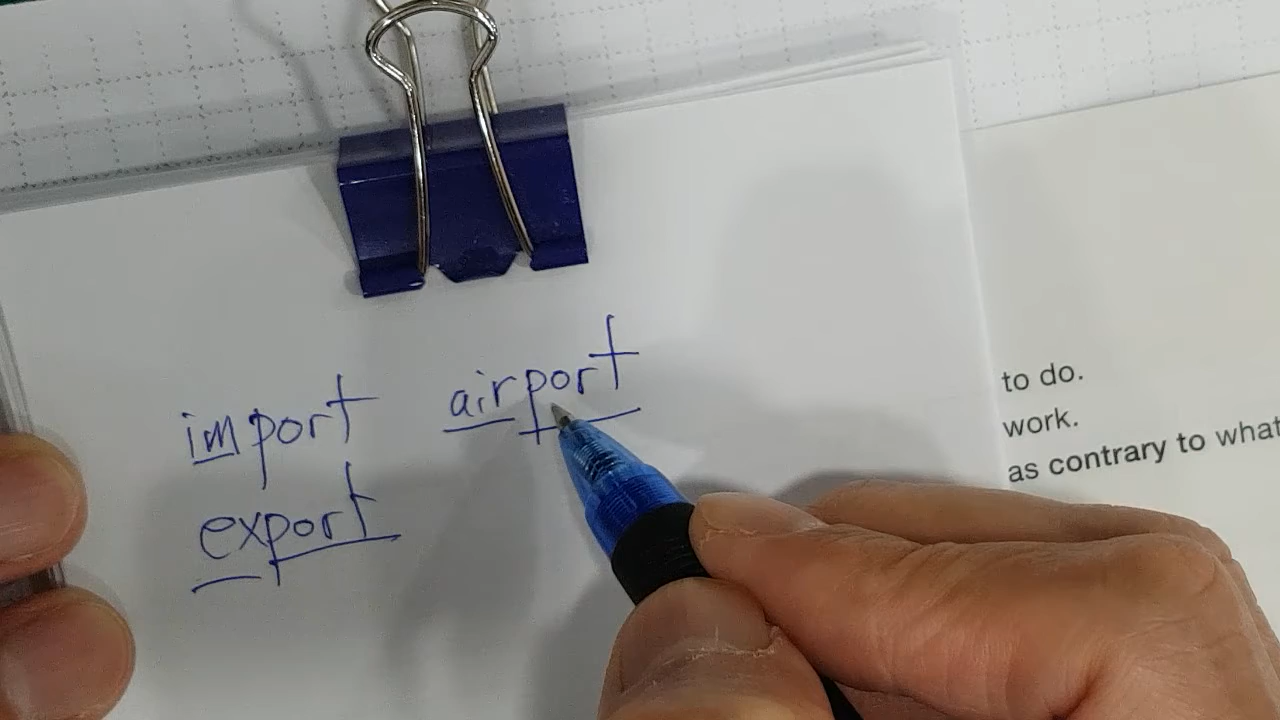 import airport
export
to do.
work.
as contrary to what